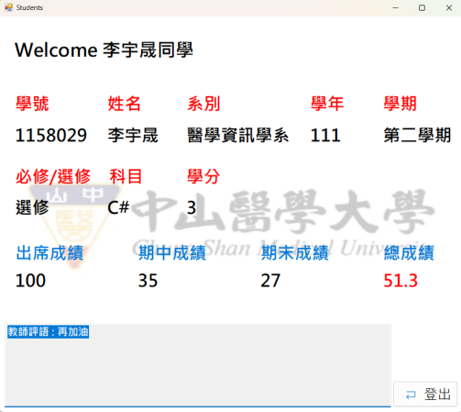 Students
Welcome 李宇晟同學
學號 姓名 系別 學年 學期
1158029 李宇晟 醫學資訊學系 111 第二學期
必修/選修 科目 學分
選修 C# 3
中山醫學大學
Chung Shan Medical University
出席成績 期中成績 期末成績 總成績
100 35 27 51.3
教師評語 : 再加油
登出